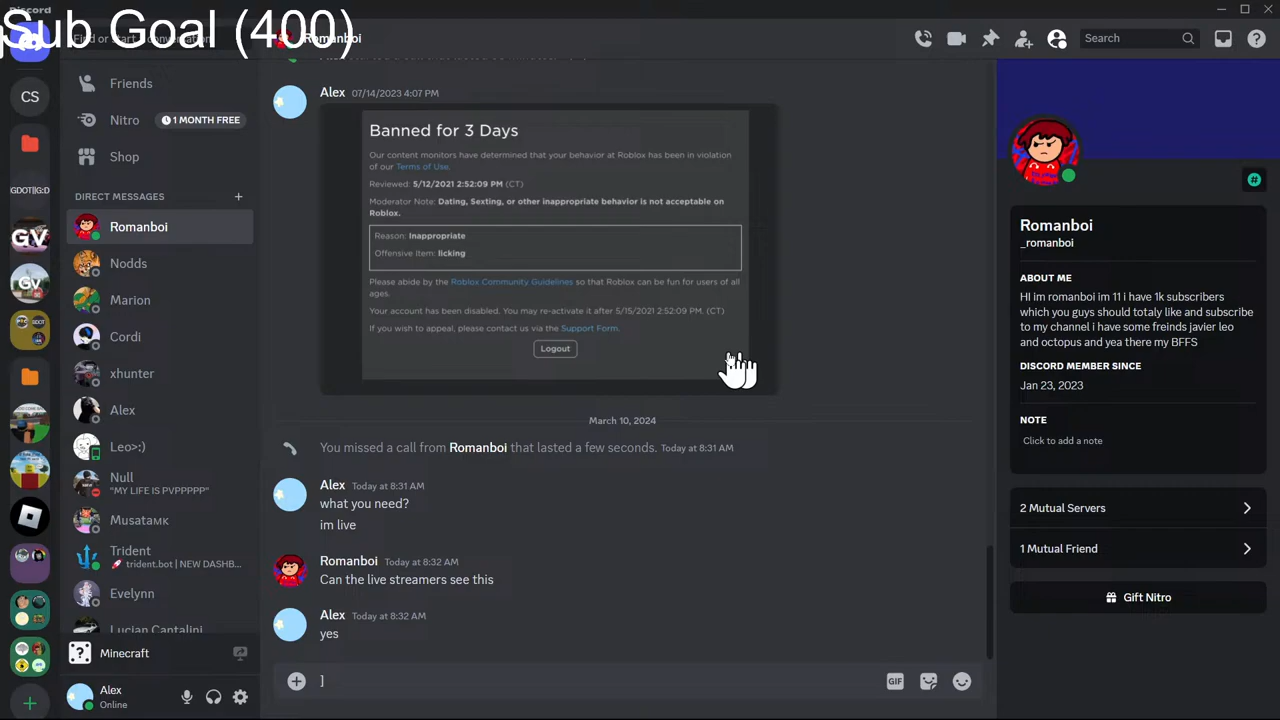 Discord
Sub Goal (400)
Romanboi
Search
CS
Friends
Nitro
1 MONTH FREE
Shop
DIRECT MESSAGES
Romanboi
Nodds
Marion
Cordi
xhunter
Alex
Leo>:)
Null
"MY LIFE IS PVPPPPP"
Musatamk
Trident
trident.bot | NEW DASHB...
Evelynn
Lucian Cantalini
Minecraft
Alex
Online
Alex 07/14/2023 4:07 PM
Banned for 3 Days
Our content monitors have determined that your behavior at Roblox has been in violation
of our Terms of Use.
Reviewed: 5/12/2021 2:52:09 PM (CT)
Moderator Note: Dating, Sexting, or other inappropriate behavior is not acceptable on
Roblox.
Reason: Inappropriate
Offensive Item: licking
Please abide by the Roblox Community Guidelines so that Roblox can be fun for users of all
ages.
Your account has been disabled. You may re-activate it after 5/15/2021 2:52:09 PM. (CT)
If you wish to appeal, please contact us via the Support Form.
Logout
March 10, 2024
You missed a call from Romanboi that lasted a few seconds. Today at 8:31 AM
Alex Today at 8:31 AM
what you need?
im live
Romanboi Today at 8:32 AM
Can the live streamers see this
Alex Today at 8:32 AM
yes
]
GIF
Romanboi
_romanboi
ABOUT ME
HI im romanboi im 11 i have 1k subscribers
which you guys should totaly like and subscribe
to my channel i have some freinds javier leo
and octopus and yea there my BFFS
DISCORD MEMBER SINCE
Jan 23, 2023
NOTE
Click to add a note
2 Mutual Servers
1 Mutual Friend
Gift Nitro